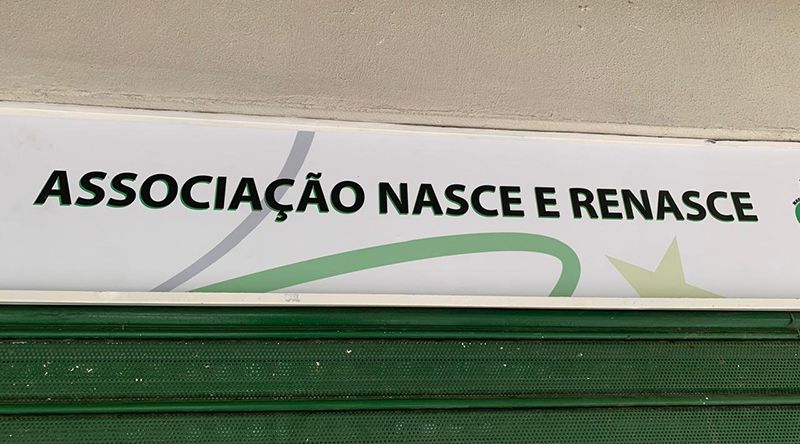 ASSOCIAÇÃO NASCE E RENASCE